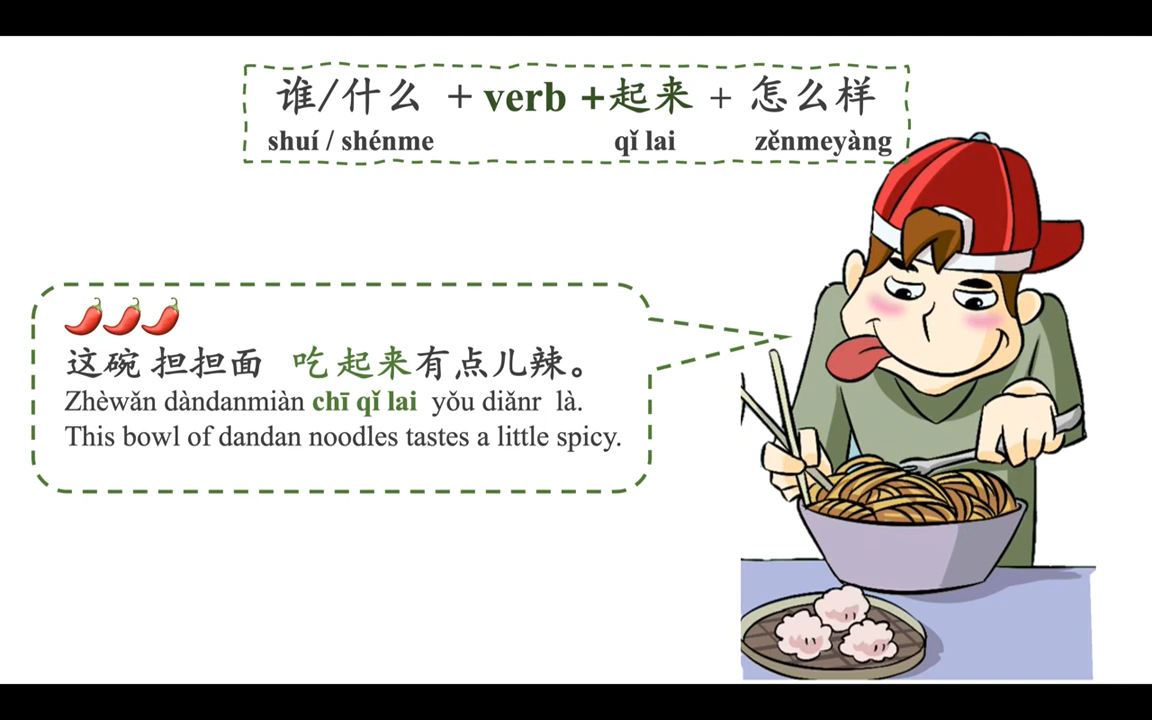 谁/什么 + verb +起来 + 怎么样
shuí / shénme qǐ lai zěnmeyàng
这碗 担担面 吃 起来有点儿辣。
Zhèwǎn dàndanmiàn chī qǐ lai yǒu diǎnr là.
This bowl of dandan noodles tastes a little spicy.